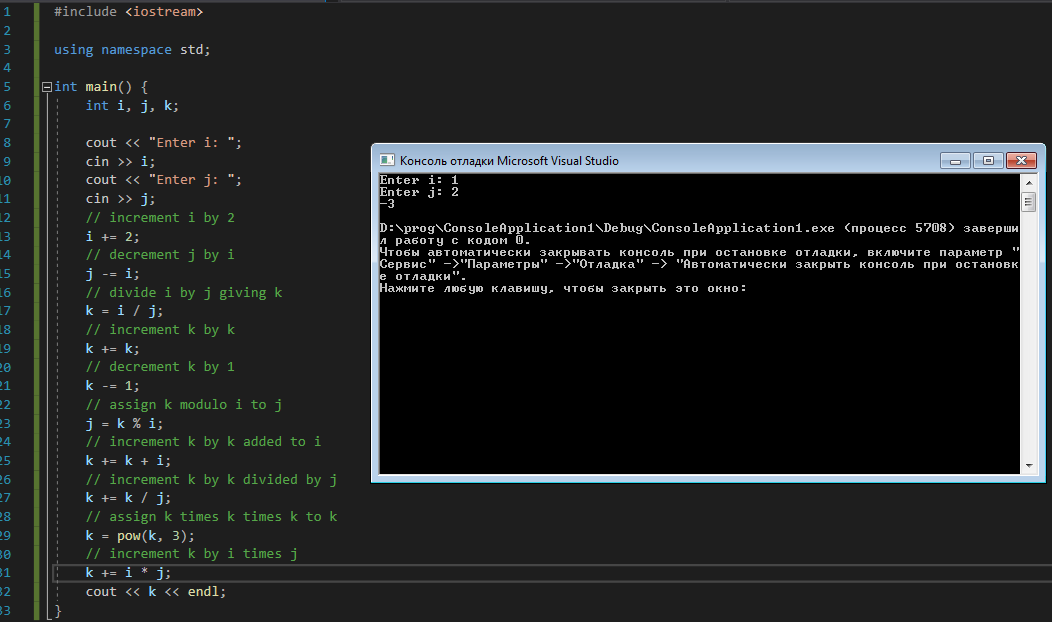 1 #include <iostream>
2
3 using namespace std;
4
5 int main() {
6 int i, j, k;
7
8 cout << "Enter i: ";
9 cin >> i;
10 cout << "Enter j: ";
11 cin >> j;
12 // increment i by 2
13 i += 2;
14 // decrement j by i
15 j -= i;
16 // divide i by j giving k
17 k = i / j;
18 // increment k by k
19 k += k;
20 // decrement k by 1
21 k -= 1;
22 // assign k modulo i to j
23 j = k % i;
24 // increment k by k added to i
25 k += k + i;
26 // increment k by k divided by j
27 k += k / j;
28 // assign k times k times k to k
29 k = pow(k, 3);
30 // increment k by i times j
31 k += i * j;
32 cout << k << endl;
33 }
Консоль отладки Microsoft Visual Studio
Enter i: 1
Enter j: 2
-3
D:\prog\ConsoleApplication1\Debug\ConsoleApplication1.exe (процесс 5708) заверши
л работу с кодом 0.
Чтобы автоматически закрывать консоль при остановке отладки, включите параметр "
Сервис" ->"Параметры" ->"Отладка" -> "Автоматически закрыть консоль при остановк
е отладки".
Нажмите любую клавишу, чтобы закрыть это окно: